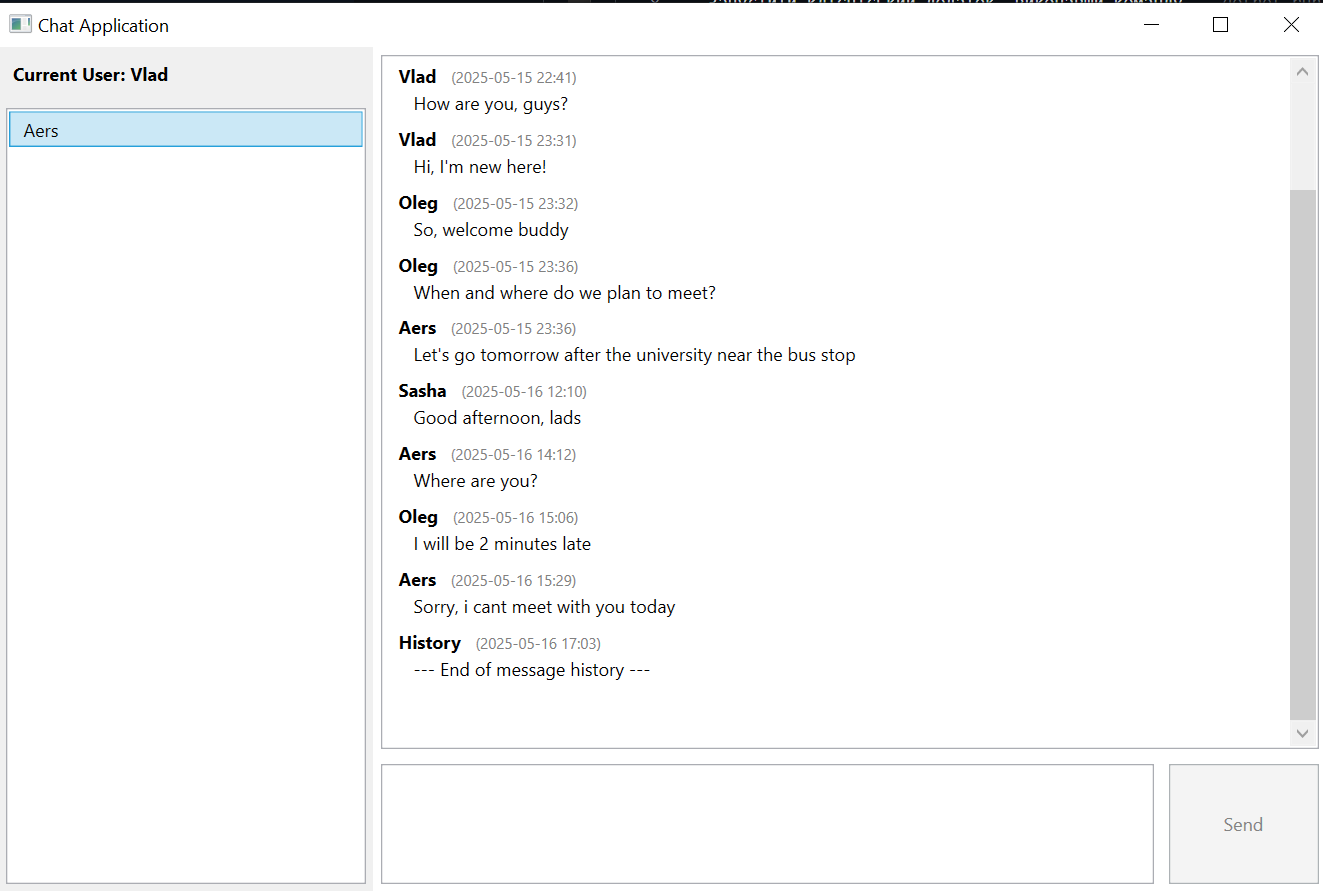 Chat Application
Current User: Vlad
Aers
Vlad (2025-05-15 22:41)
How are you, guys?
Vlad (2025-05-15 23:31)
Hi, I'm new here!
Oleg (2025-05-15 23:32)
So, welcome buddy
Oleg (2025-05-15 23:36)
When and where do we plan to meet?
Aers (2025-05-15 23:36)
Let's go tomorrow after the university near the bus stop
Sasha (2025-05-16 12:10)
Good afternoon, lads
Aers (2025-05-16 14:12)
Where are you?
Oleg (2025-05-16 15:06)
I will be 2 minutes late
Aers (2025-05-16 15:29)
Sorry, i cant meet with you today
History (2025-05-16 17:03)
--- End of message history ---
Send